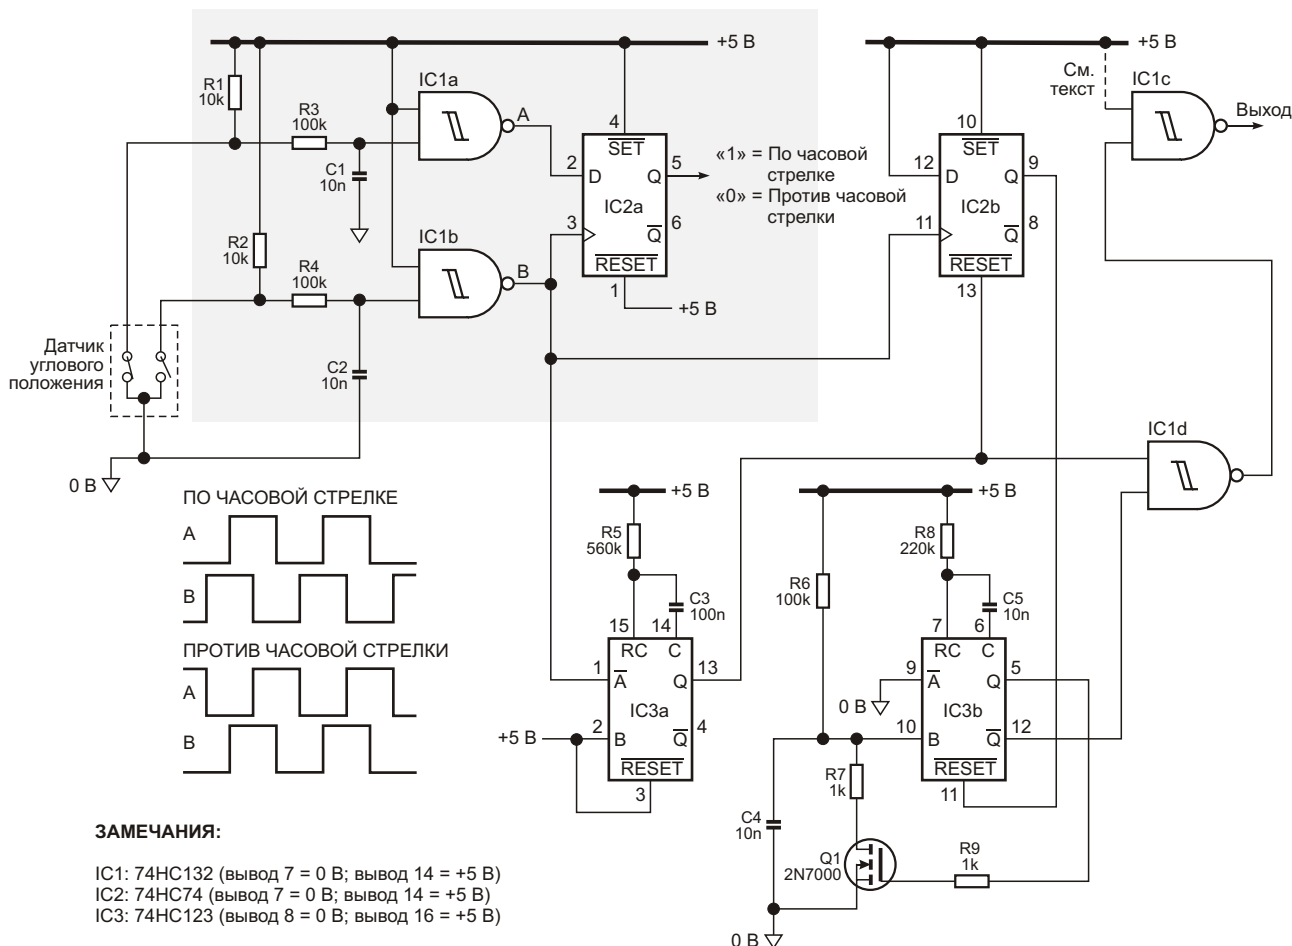 +5 В
+5 В
См.
текст
IC1c
Выход
R1
10k
IC1a
A
R3
100k
C1
10n
4
SET
2
D
Q
5
IC2a
3
Q
6
RESET
1
+5 В
«1» = По часовой
стрелке
«0» = Против часовой
стрелки
10
SET
12
D
Q
9
IC2b
11
Q
8
RESET
13
R2
10k
IC1b
B
R4
100k
C2
10n
Датчик
углового
положения
0 В
IC1d
ПО ЧАСОВОЙ СТРЕЛКЕ
A
B
ПРОТИВ ЧАСОВОЙ СТРЕЛКИ
A
B
+5 В
R5
560k
C3
100n
15
14
RC
C
1
A
Q
13
IC3a
+5 В
2
B
Q
4
RESET
3
+5 В
R6
100k
R8
220k
C5
10n
7
6
RC
C
9
A
Q
5
0 В
IC3b
10
B
Q
12
RESET
11
R7
1k
C4
10n
Q1
2N7000
R9
1k
0 В
ЗАМЕЧАНИЯ:
IC1: 74HC132 (вывод 7 = 0 В; вывод 14 = +5 В)
IC2: 74HC74 (вывод 7 = 0 В; вывод 14 = +5 В)
IC3: 74HC123 (вывод 8 = 0 В; вывод 16 = +5 В)